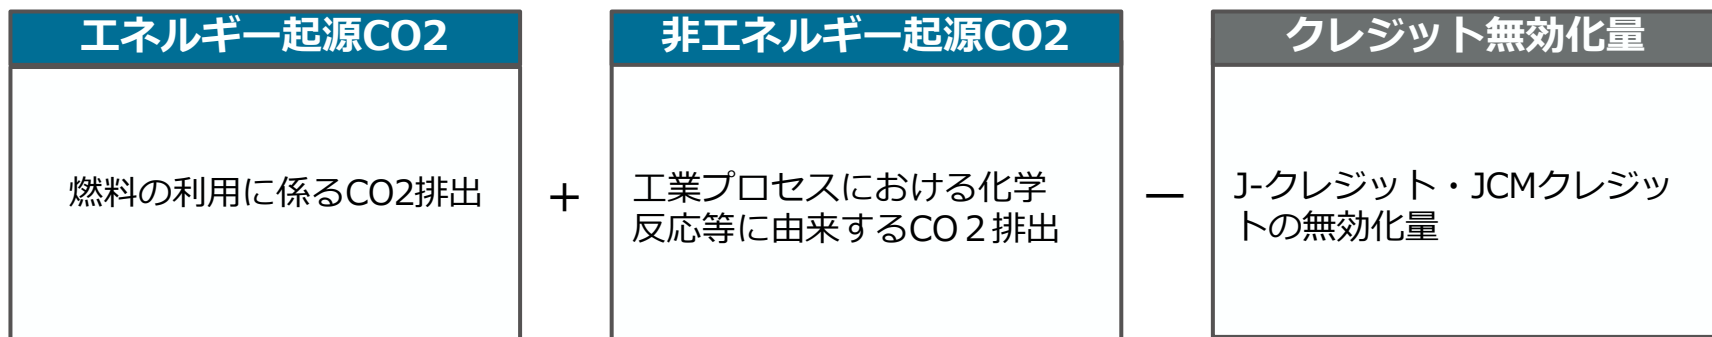 エネルギー起源CO2
燃料の利用に係るCO2排出
+
非エネルギー起源CO2
工業プロセスにおける化学
反応等に由来するCO２排出
－
クレジット無効化量
J-クレジット・JCMクレジッ
トの無効化量